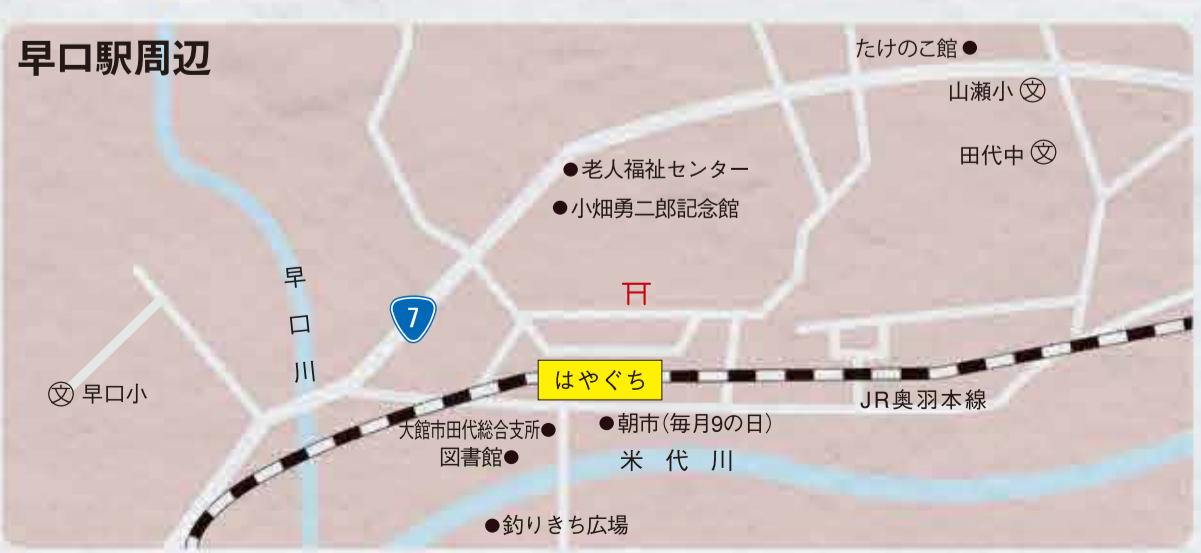 早口駅周辺
たけのこ館
山瀬小 文
田代中 文
老人福祉センター
小畑勇二郎記念館
早口川
7
はやぐち
文 早口小
JR奥羽本線
大館市田代総合支所
朝市(毎月9の日)
図書館
米代川
釣りきち広場